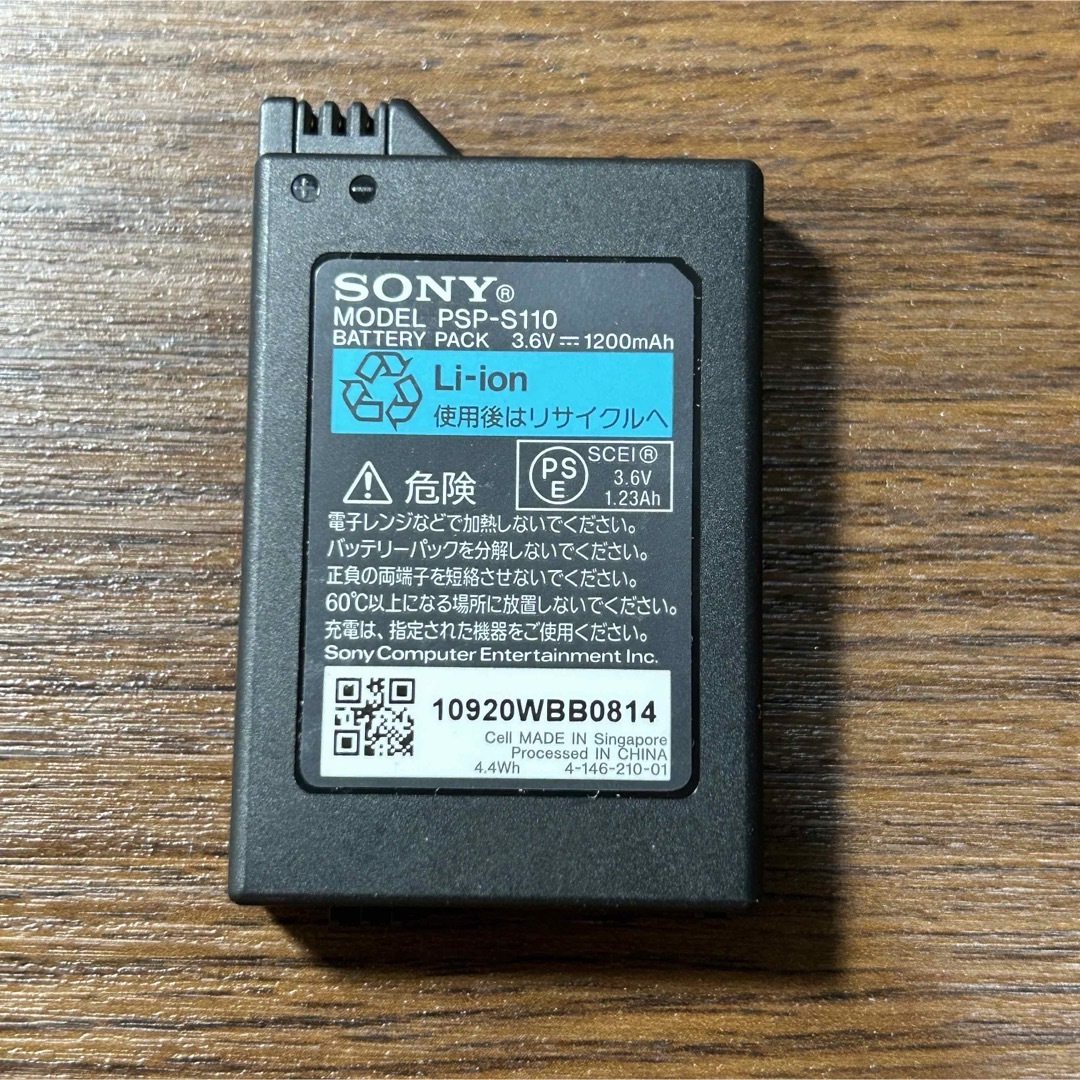 SONY®
MODEL PSP-S110
BATTERY PACK 3.6V⎓1200mAh
Li-ion
使用後はリサイクルへ
危険
PSE
SCEI®
3.6V
1.23Ah
電子レンジなどで加熱しないでください。
バッテリーパックを分解しないでください。
正負の両端子を短絡させないでください。
60℃以上になる場所に放置しないでください。
充電は、指定された機器をご使用ください。
Sony Computer Entertainment Inc.
10920WBB0814
Cell MADE IN Singapore
Processed IN CHINA
4.4Wh 4-146-210-01